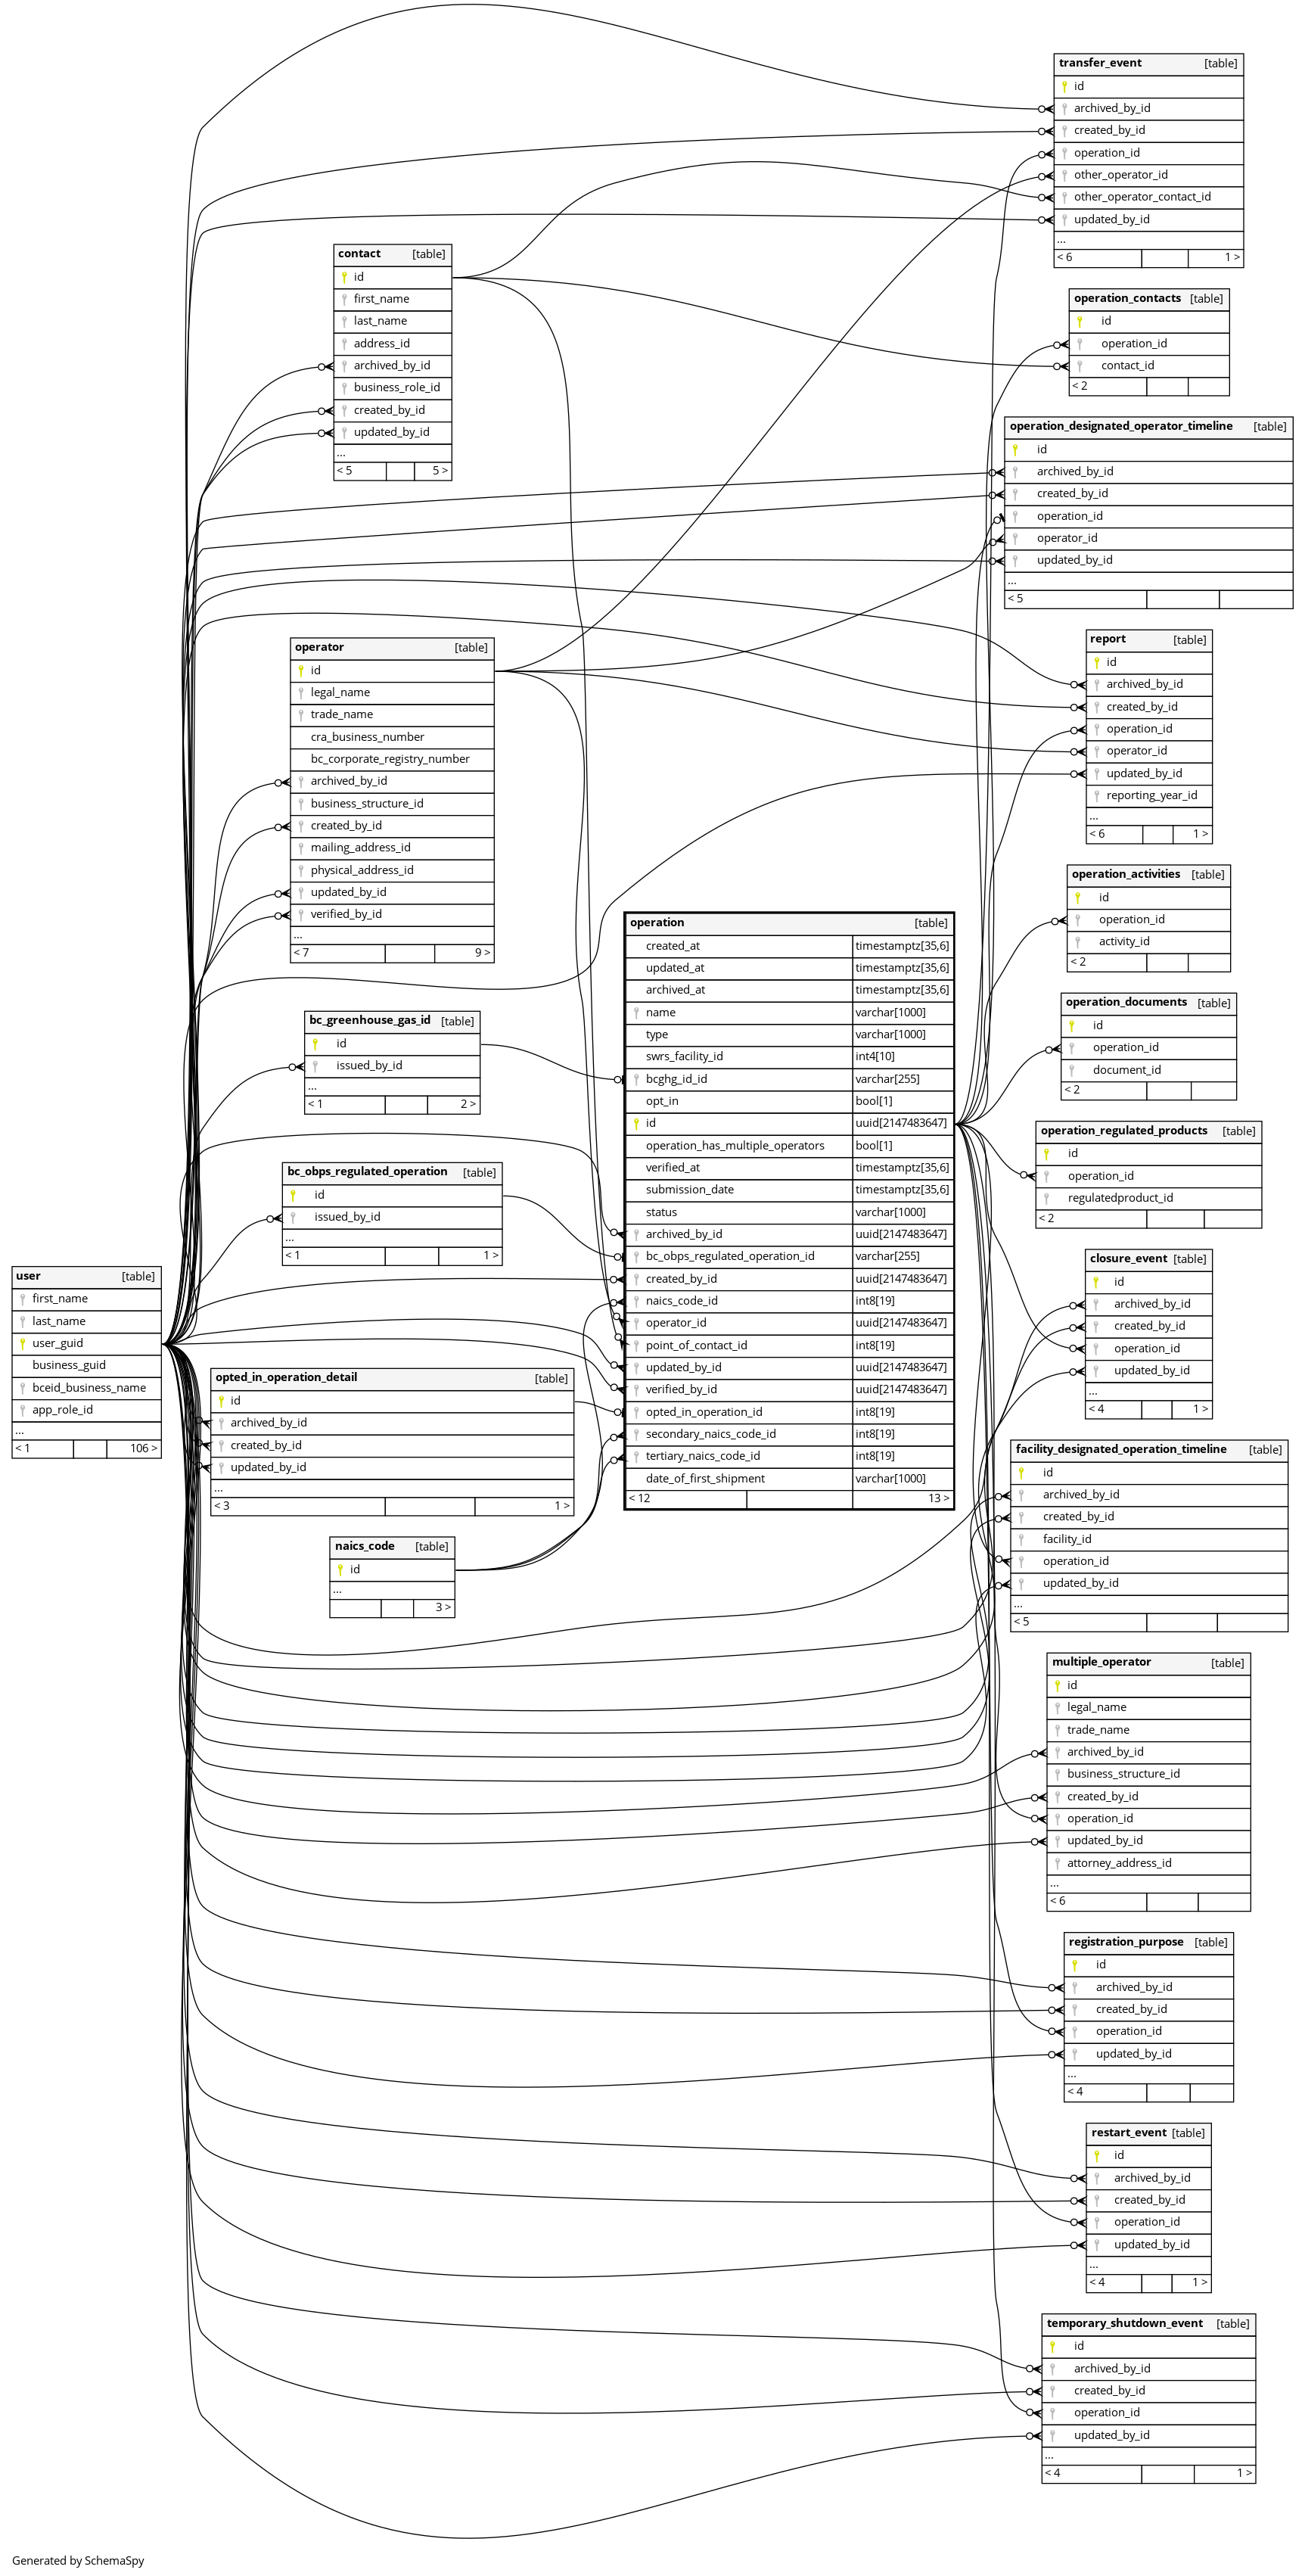 transfer_event [table]
id
archived_by_id
created_by_id
operation_id
other_operator_id
other_operator_contact_id
updated_by_id
...
< 6 1 >
contact [table]
id
first_name
last_name
address_id
archived_by_id
business_role_id
created_by_id
updated_by_id
...
< 5 5 >
operation_contacts [table]
id
operation_id
contact_id
< 2
operation_designated_operator_timeline [table]
id
archived_by_id
created_by_id
operation_id
operator_id
updated_by_id
...
< 5
operator [table]
id
legal_name
trade_name
cra_business_number
bc_corporate_registry_number
archived_by_id
business_structure_id
created_by_id
mailing_address_id
physical_address_id
updated_by_id
verified_by_id
...
< 7 9 >
report [table]
id
archived_by_id
created_by_id
operation_id
operator_id
updated_by_id
reporting_year_id
...
< 6 1 >
operation_activities [table]
id
operation_id
activity_id
< 2
operation [table]
created_at timestamptz[35,6]
updated_at timestamptz[35,6]
archived_at timestamptz[35,6]
name varchar[1000]
type varchar[1000]
swrs_facility_id int4[10]
bcghg_id_id varchar[255]
opt_in bool[1]
id uuid[2147483647]
operation_has_multiple_operators bool[1]
verified_at timestamptz[35,6]
submission_date timestamptz[35,6]
status varchar[1000]
archived_by_id uuid[2147483647]
bc_obps_regulated_operation_id varchar[255]
created_by_id uuid[2147483647]
naics_code_id int8[19]
operator_id uuid[2147483647]
point_of_contact_id int8[19]
updated_by_id uuid[2147483647]
verified_by_id uuid[2147483647]
opted_in_operation_id int8[19]
secondary_naics_code_id int8[19]
tertiary_naics_code_id int8[19]
date_of_first_shipment varchar[1000]
< 12 13 >
operation_documents [table]
id
operation_id
document_id
< 2
bc_greenhouse_gas_id [table]
id
issued_by_id
...
< 1 2 >
operation_regulated_products [table]
id
operation_id
regulatedproduct_id
< 2
bc_obps_regulated_operation [table]
id
issued_by_id
...
< 1 1 >
closure_event [table]
id
archived_by_id
created_by_id
operation_id
updated_by_id
...
< 4 1 >
user [table]
first_name
last_name
user_guid
business_guid
bceid_business_name
app_role_id
...
< 1 106 >
opted_in_operation_detail [table]
id
archived_by_id
created_by_id
updated_by_id
...
< 3 1 >
facility_designated_operation_timeline [table]
id
archived_by_id
created_by_id
facility_id
operation_id
updated_by_id
...
< 5
naics_code [table]
id
...
3 >
multiple_operator [table]
id
legal_name
trade_name
archived_by_id
business_structure_id
created_by_id
operation_id
updated_by_id
attorney_address_id
...
< 6
registration_purpose [table]
id
archived_by_id
created_by_id
operation_id
updated_by_id
...
< 4
restart_event [table]
id
archived_by_id
created_by_id
operation_id
updated_by_id
...
< 4 1 >
temporary_shutdown_event [table]
id
archived_by_id
created_by_id
operation_id
updated_by_id
...
< 4 1 >
Generated by SchemaSpy